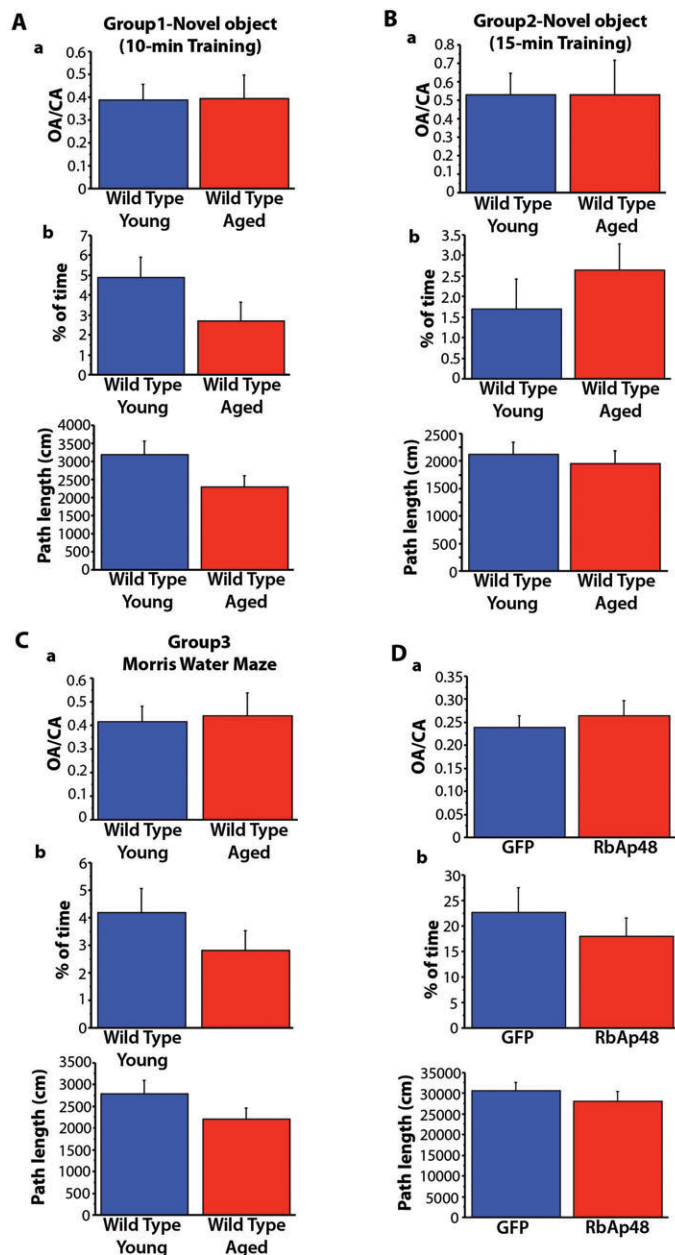 A
Group1-Novel object
(10-min Training)
a
OA/CA
0.6
0.5
0.4
0.3
0.2
0.1
0
Wild Type Wild Type
Young Aged
b
% of time
7
6
5
4
3
2
1
0
Wild Type Wild Type
Young Aged
Path length (cm)
4000
3500
3000
2500
2000
1500
1000
500
0
Wild Type Wild Type
Young Aged
B
Group2-Novel object
(15-min Training)
a
OA/CA
0.8
0.7
0.6
0.5
0.4
0.3
0.2
0.1
0
Wild Type Wild Type
Young Aged
b
% of time
3.5
3.0
2.5
2.0
1.5
1.0
0.5
0
Wild Type Wild Type
Young Aged
Path length (cm)
2500
2000
1500
1000
500
0
Wild Type Wild Type
Young Aged
C
Group3
Morris Water Maze
a
OA/CA
0.6
0.5
0.4
0.3
0.2
0.1
0
Wild Type Wild Type
Young Aged
b
% of time
6
5
4
3
2
1
0
Wild Type
Young
Path length (cm)
3000
2500
2000
1500
1000
500
0
Wild Type Wild Type
Young Aged
D
a
OA/CA
0.35
0.30
0.25
0.20
0.15
0.10
0.05
0
GFP RbAp48
b
% of time
30
25
20
15
10
5
0
GFP RbAp48
Path length (cm)
35000
30000
25000
20000
15000
10000
50000
0
GFP RbAp48